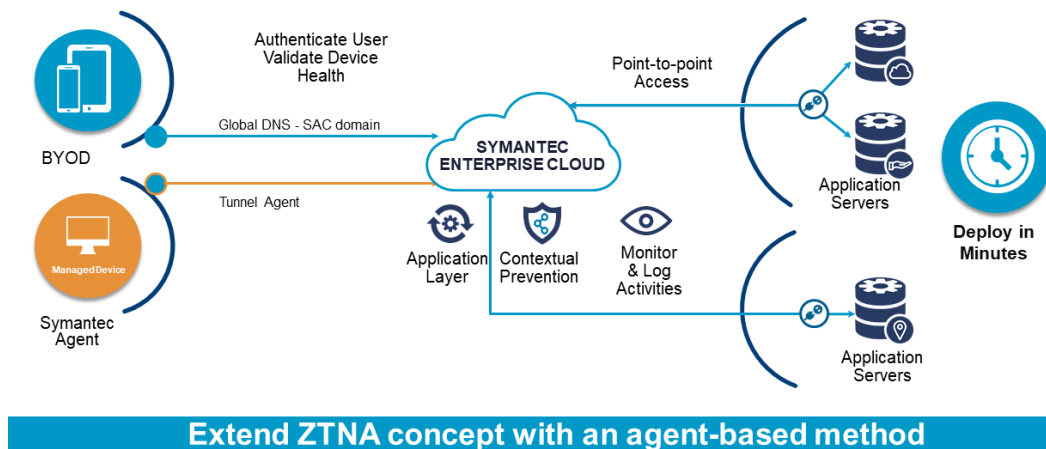 Authenticate User
Validate Device
Health
Point-to-point
Access
Global DNS - SAC domain
BYOD
SYMANTEC
ENTERPRISE CLOUD
Tunnel Agent
Managed Device
Symantec
Agent
Application
Layer
Contextual
Prevention
Monitor
& Log
Activities
Application
Servers
Deploy in
Minutes
Application
Servers
Extend ZTNA concept with an agent-based method